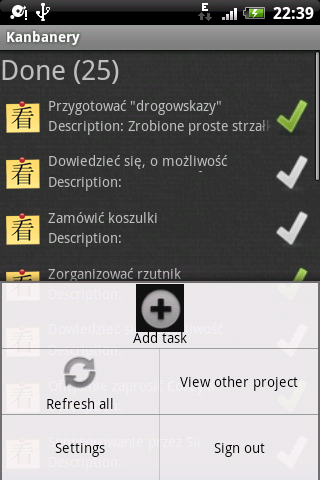 E
22:39
Kanbanery
Done (25)
看
Przygotować "drogowskazy"
Description: Zrobione proste strzałk
看
Dowiedzieć się, o możliwość
Description:
看
Zamówić koszulki
Description:
Zorganizować rzutnik
Description:
Add task
Refresh all
View other project
Settings
Sign out